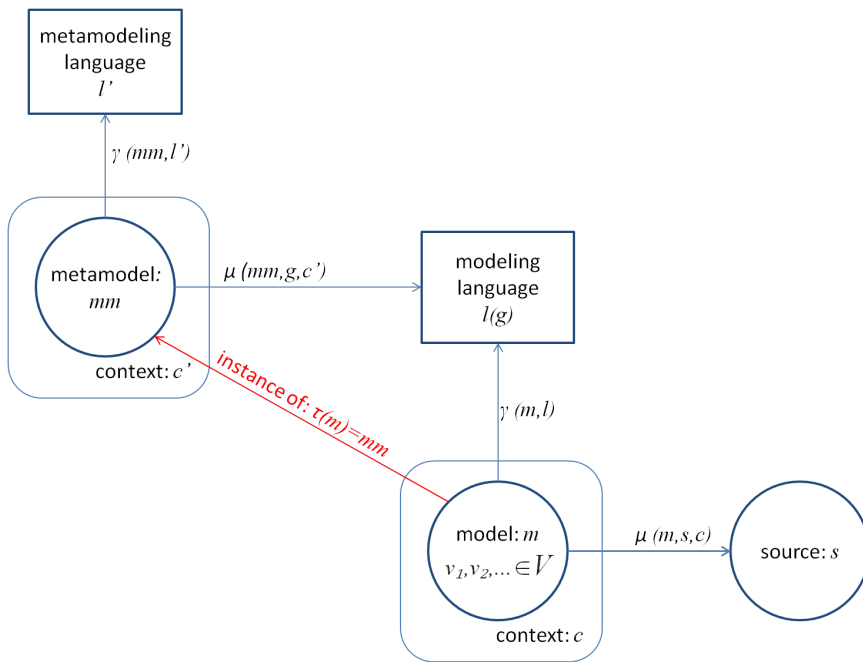 metamodeling
language
l’
γ (mm,l’)
metamodel:
mm
context: c’
μ (mm,g,c’)
modeling
language
l(g)
instance of: τ(m)=mm
γ (m,l)
model: m
v₁,v₂,... ∈ V
context: c
μ (m,s,c)
source: s